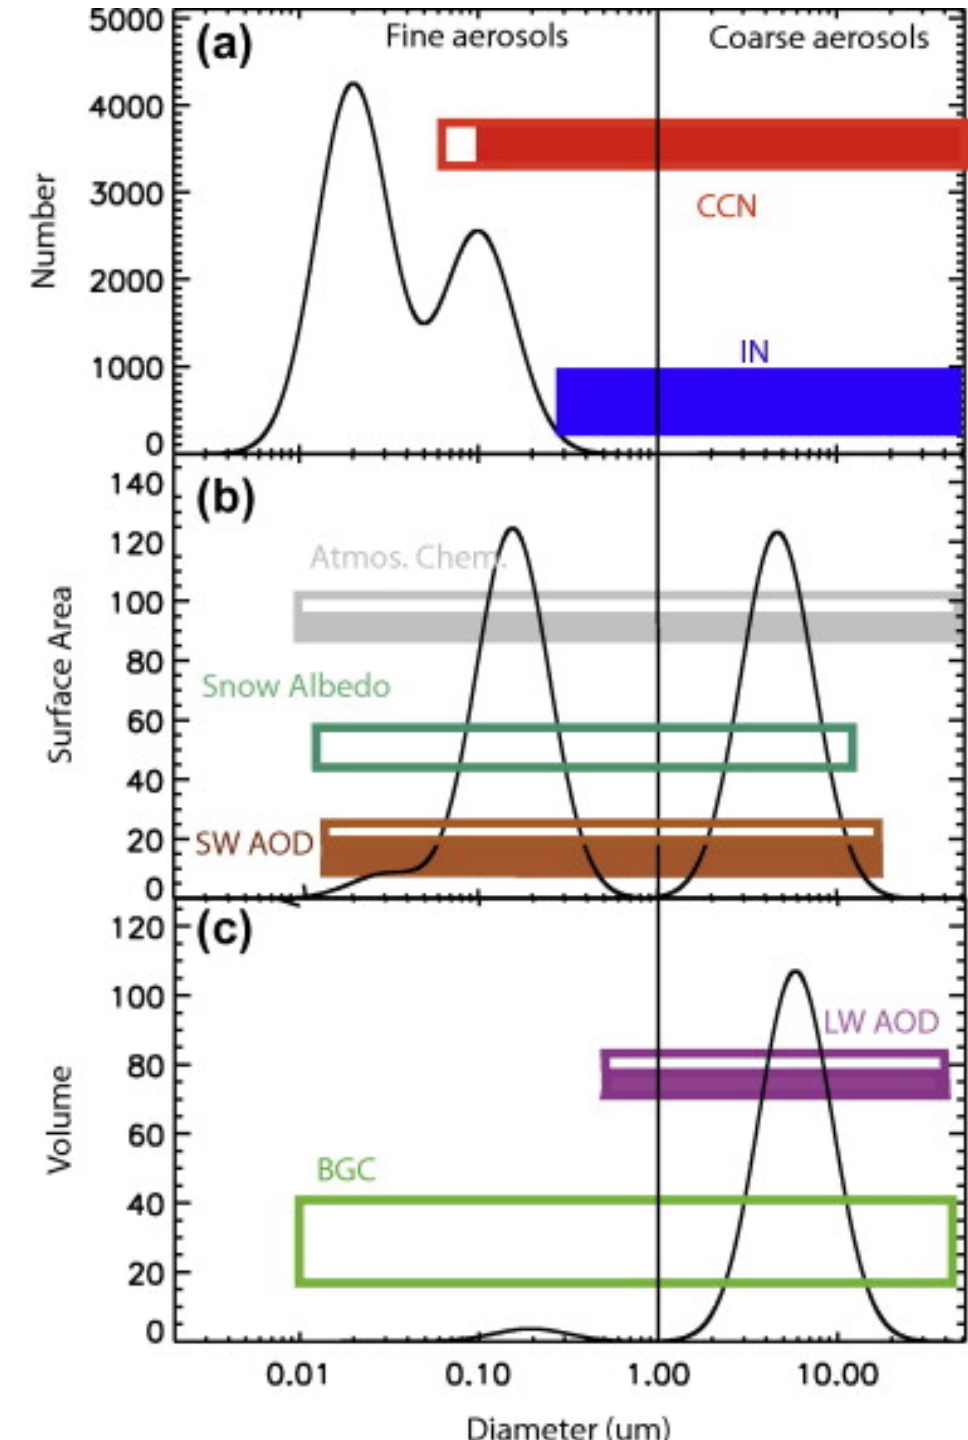 5000
(a)
Fine aerosols
Coarse aerosols
4000
3000
CCN
Number
2000
IN
1000
0
140
(b)
120
Atmos. Chem.
100
80
Snow Albedo
Surface Area
60
40
20
SW AOD
0
(c)
120
100
LW AOD
80
Volume
60
BGC
40
20
0
0.01 0.10 1.00 10.00
Diameter (um)